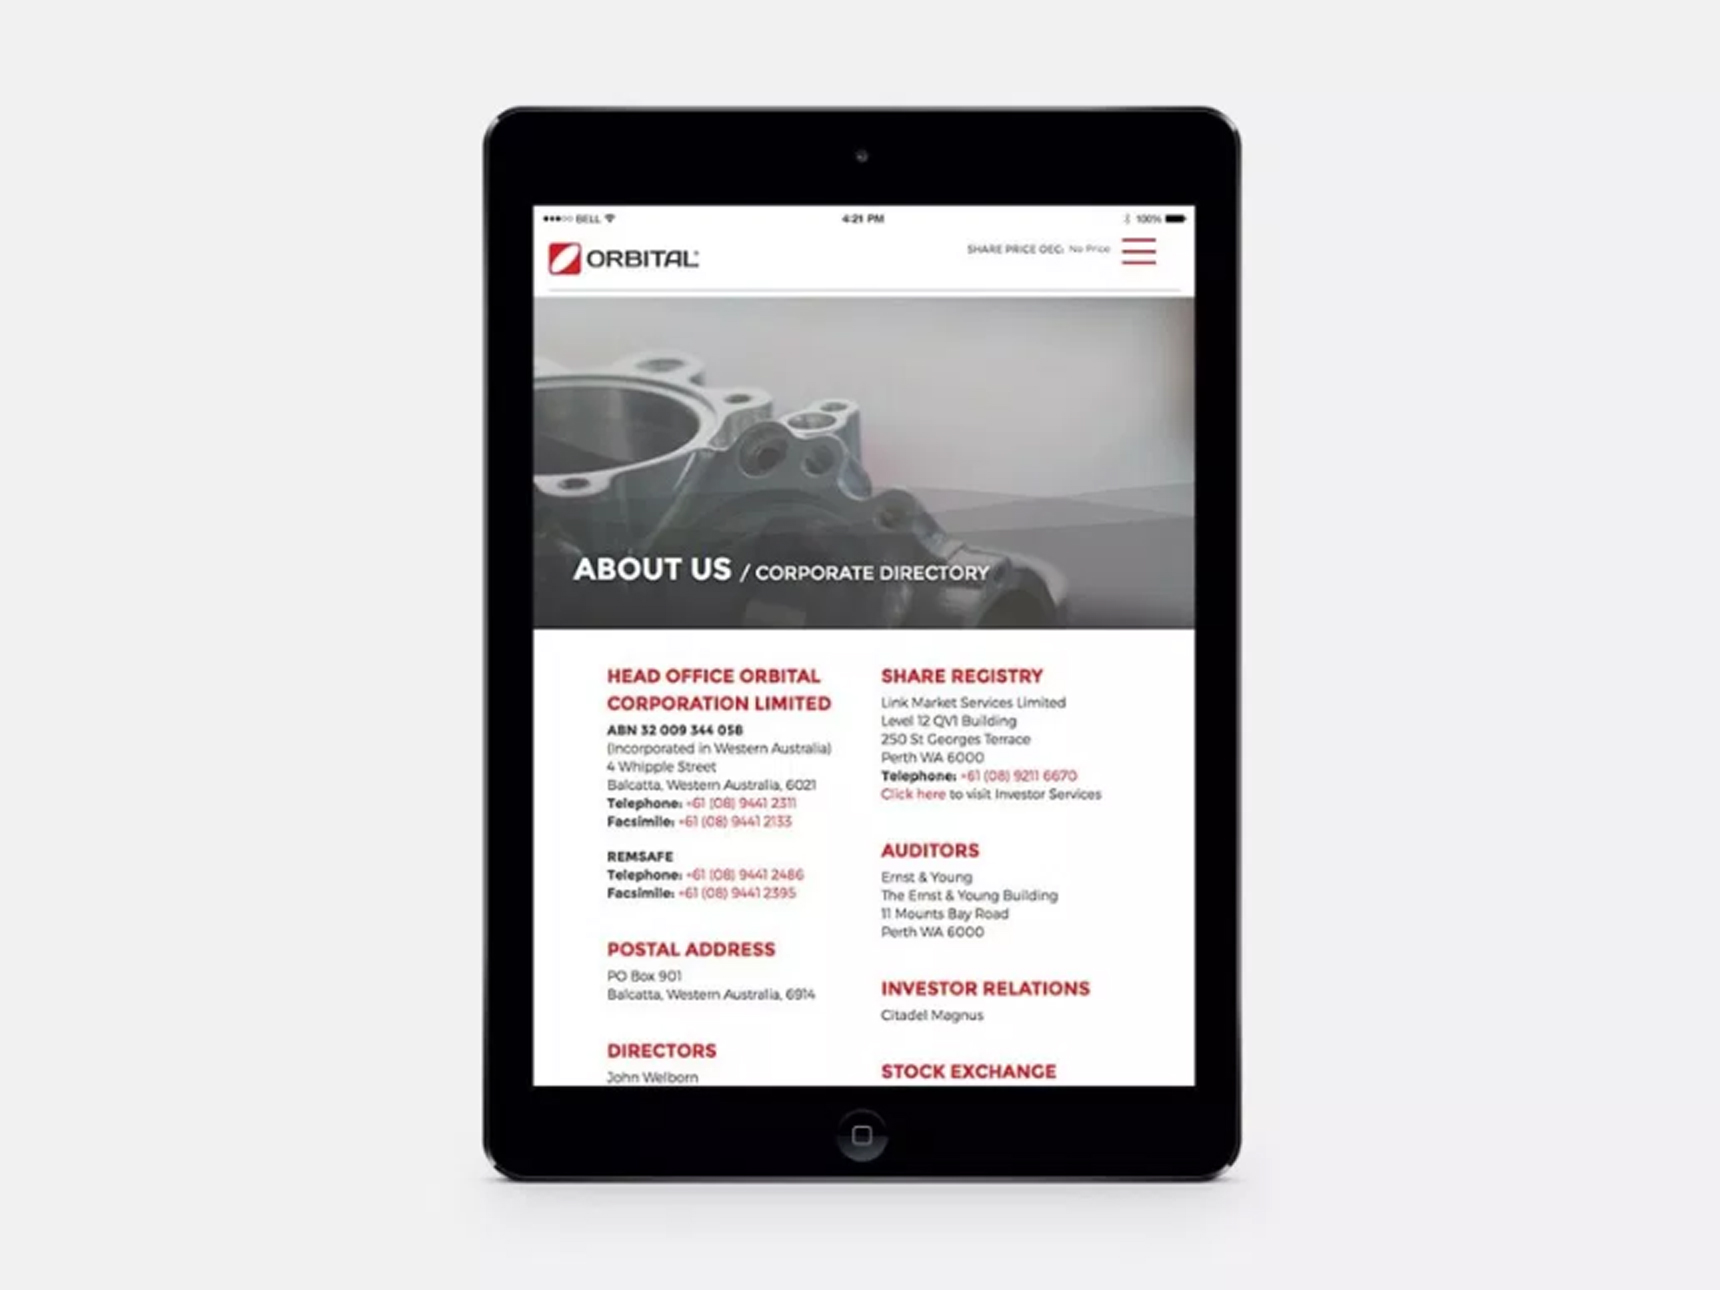 BELL
4:21 PM
100%
ORBITAL®
SHARE PRICE OEC: No Price
ABOUT US / CORPORATE DIRECTORY
HEAD OFFICE ORBITAL
CORPORATION LIMITED
ABN 32 009 344 058
(Incorporated in Western Australia)
4 Whipple Street
Balcatta, Western Australia, 6021
Telephone: +61 (08) 9441 2311
Facsimile: +61 (08) 9441 2133
REMSAFE
Telephone: +61 (08) 9441 2486
Facsimile: +61 (08) 9441 2395
POSTAL ADDRESS
PO Box 901
Balcatta, Western Australia, 6914
DIRECTORS
John Welborn
SHARE REGISTRY
Link Market Services Limited
Level 12 QV1 Building
250 St Georges Terrace
Perth WA 6000
Telephone: +61 (08) 9211 6670
Click here to visit Investor Services
AUDITORS
Ernst & Young
The Ernst & Young Building
11 Mounts Bay Road
Perth WA 6000
INVESTOR RELATIONS
Citadel Magnus
STOCK EXCHANGE